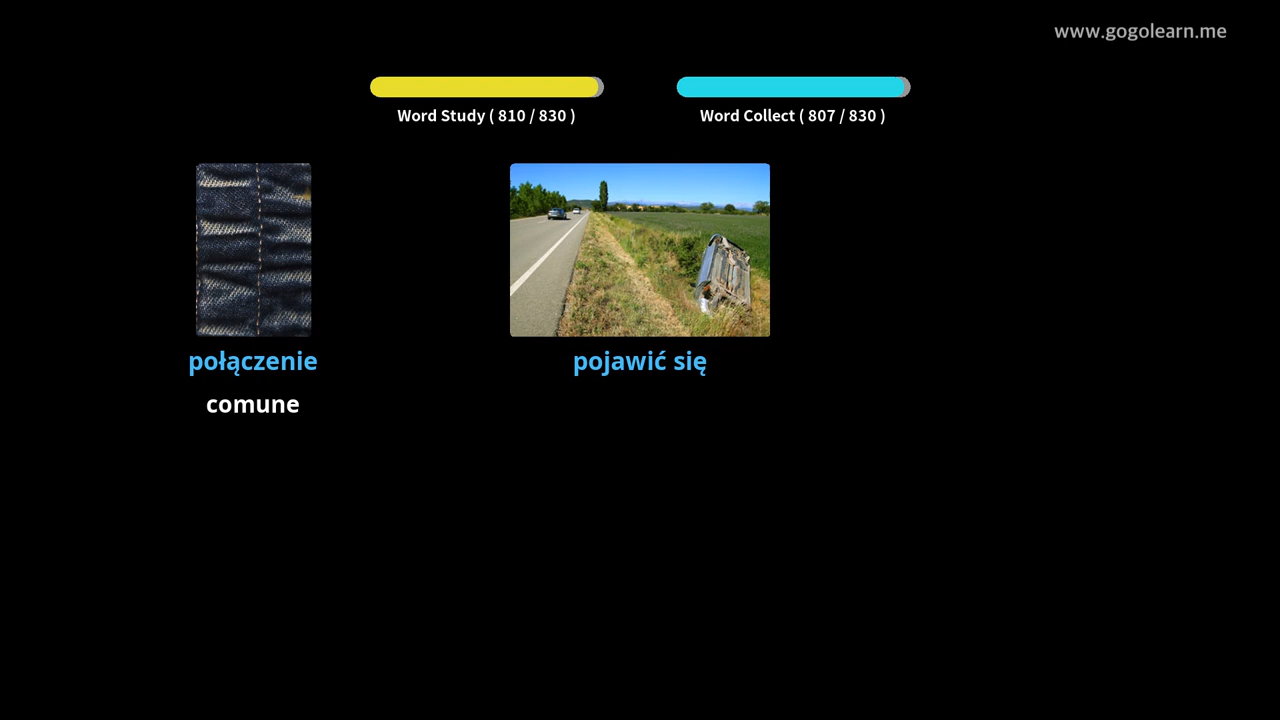 www.gogolearn.me
Word Study ( 810 / 830 )
Word Collect ( 807 / 830 )
połączenie
pojawić się
comune